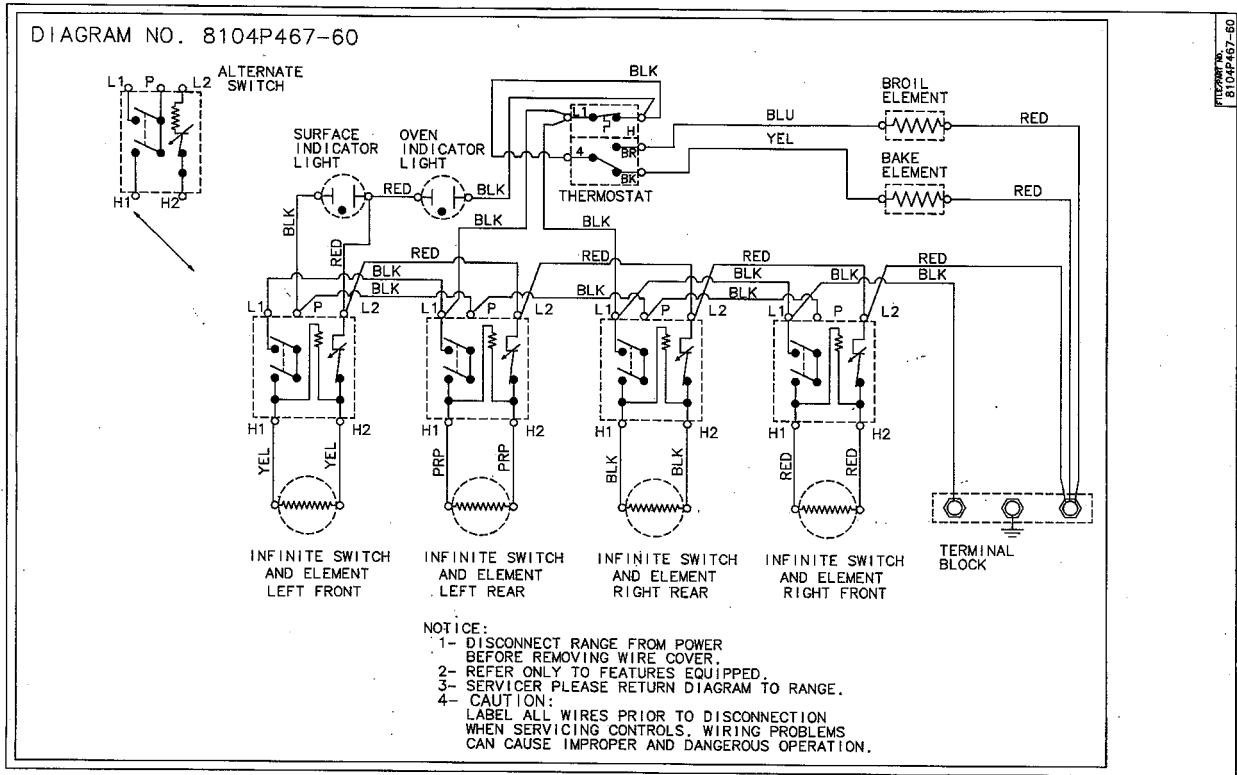 DIAGRAM NO. 8104P467-60
FILE/PART NO.
8104P467-60
L1 P L2
ALTERNATE
SWITCH
H1 H2
SURFACE
INDICATOR
LIGHT
OVEN
INDICATOR
LIGHT
BLK
L1
H
4
BR
BK
THERMOSTAT
BLU
YEL
BROIL
ELEMENT
RED
BAKE
ELEMENT
RED
BLK
RED
BLK
RED
BLK
BLK
RED
BLK
BLK
RED
BLK
RED
BLK
BLK
RED
BLK
L1 P L2
L1 P L2
L1 P L2
L1 P L2
H1 H2
H1 H2
H1 H2
H1 H2
YEL YEL
PRP PRP
BLK BLK
RED RED
INFINITE SWITCH
AND ELEMENT
LEFT FRONT
INFINITE SWITCH
AND ELEMENT
LEFT REAR
INFINITE SWITCH
AND ELEMENT
RIGHT REAR
INFINITE SWITCH
AND ELEMENT
RIGHT FRONT
TERMINAL
BLOCK
NOTICE:
1- DISCONNECT RANGE FROM POWER
BEFORE REMOVING WIRE COVER.
2- REFER ONLY TO FEATURES EQUIPPED.
3- SERVICER PLEASE RETURN DIAGRAM TO RANGE.
4- CAUTION:
LABEL ALL WIRES PRIOR TO DISCONNECTION
WHEN SERVICING CONTROLS. WIRING PROBLEMS
CAN CAUSE IMPROPER AND DANGEROUS OPERATION.